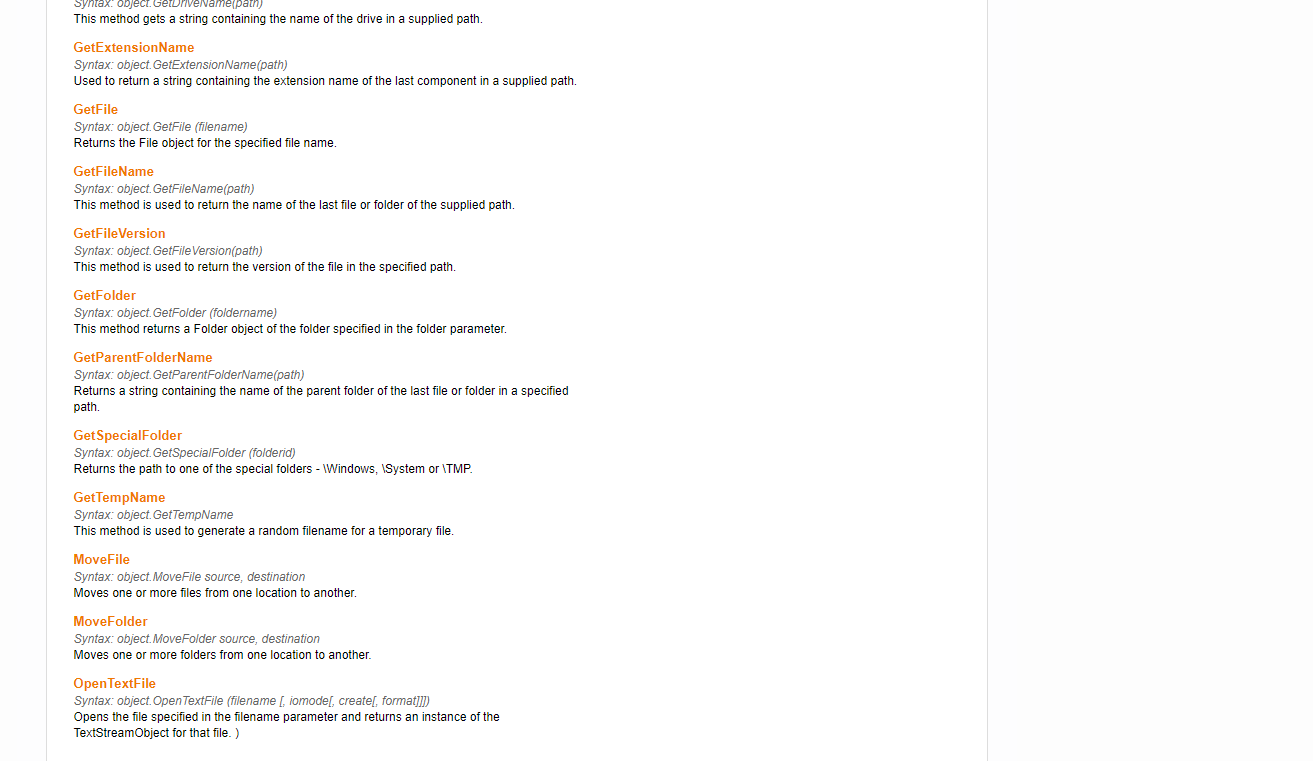 Syntax: object.GetDriveName(path)
This method gets a string containing the name of the drive in a supplied path.
GetExtensionName
Syntax: object.GetExtensionName(path)
Used to return a string containing the extension name of the last component in a supplied path.
GetFile
Syntax: object.GetFile (filename)
Returns the File object for the specified file name.
GetFileName
Syntax: object.GetFileName(path)
This method is used to return the name of the last file or folder of the supplied path.
GetFileVersion
Syntax: object.GetFileVersion(path)
This method is used to return the version of the file in the specified path.
GetFolder
Syntax: object.GetFolder (foldername)
This method returns a Folder object of the folder specified in the folder parameter.
GetParentFolderName
Syntax: object.GetParentFolderName(path)
Returns a string containing the name of the parent folder of the last file or folder in a specified
path.
GetSpecialFolder
Syntax: object.GetSpecialFolder (folderid)
Returns the path to one of the special folders - \Windows, \System or \TMP.
GetTempName
Syntax: object.GetTempName
This method is used to generate a random filename for a temporary file.
MoveFile
Syntax: object.MoveFile source, destination
Moves one or more files from one location to another.
MoveFolder
Syntax: object.MoveFolder source, destination
Moves one or more folders from one location to another.
OpenTextFile
Syntax: object.OpenTextFile (filename [, iomode[, create[, format]]])
Opens the file specified in the filename parameter and returns an instance of the
TextStreamObject for that file. )